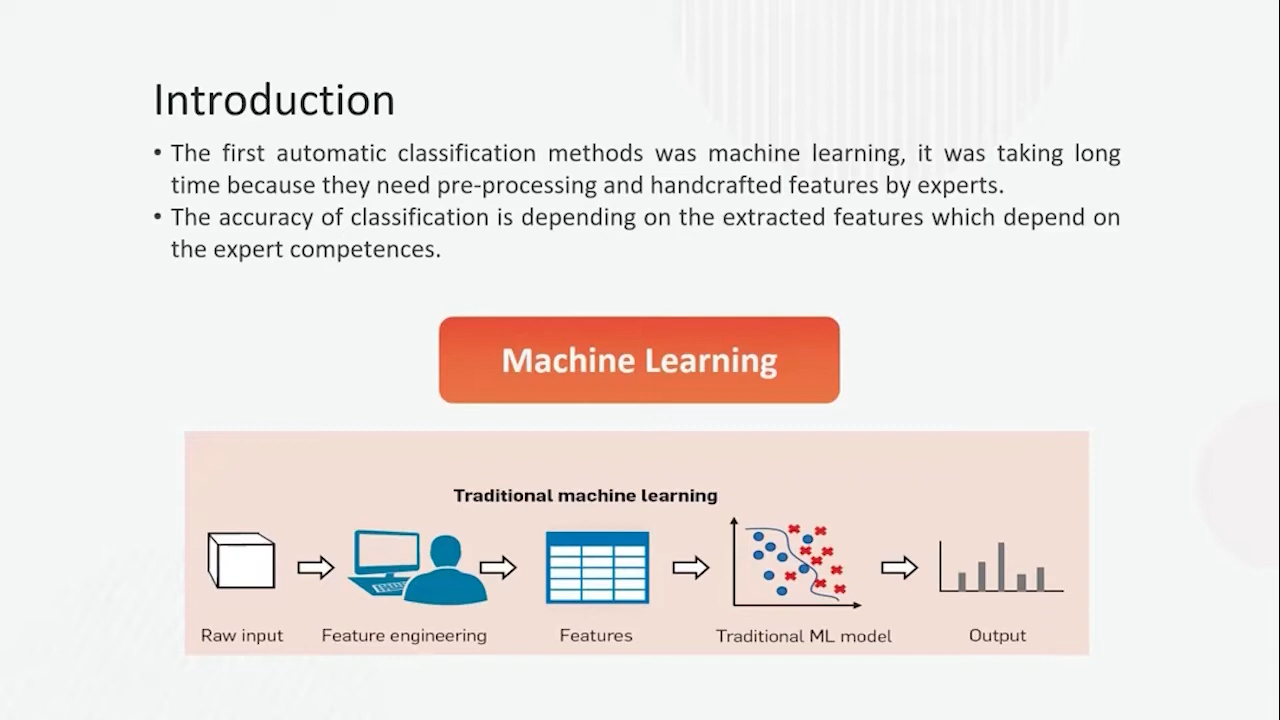 Introduction
• The first automatic classification methods was machine learning, it was taking long
time because they need pre-processing and handcrafted features by experts.
• The accuracy of classification is depending on the extracted features which depend on
the expert competences.
Machine Learning
Traditional machine learning
Raw input
Feature engineering
Features
Traditional ML model
Output